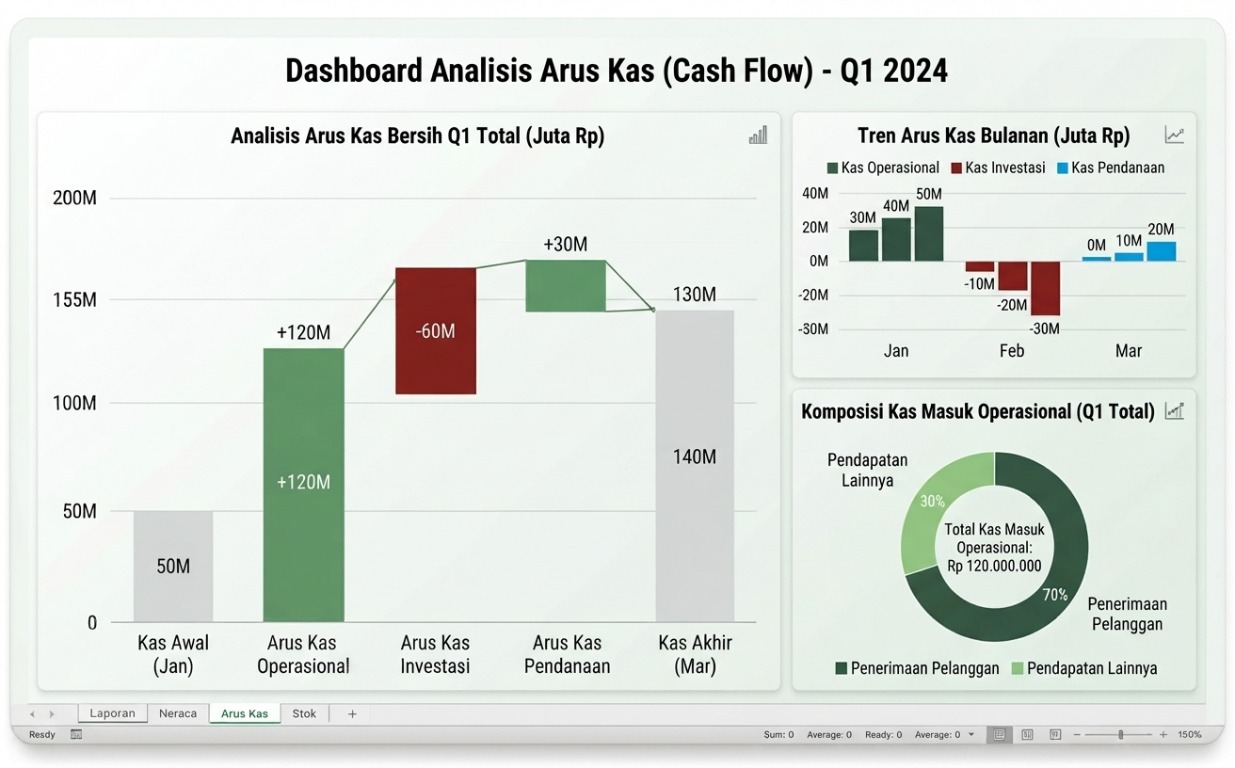 Dashboard Analisis Arus Kas (Cash Flow) - Q1 2024
Analisis Arus Kas Bersih Q1 Total (Juta Rp)
200M
155M
100M
50M
0
50M
+120M
+120M
-60M
+30M
130M
140M
Kas Awal
(Jan)
Arus Kas
Operasional
Arus Kas
Investasi
Arus Kas
Pendanaan
Kas Akhir
(Mar)
Tren Arus Kas Bulanan (Juta Rp)
Kas Operasional Kas Investasi Kas Pendanaan
40M
20M
0M
-20M
-S0M
30M 40M 50M
-10M
-20M
-30M
0M 10M 20M
Jan Feb Mar
Komposisi Kas Masuk Operasional (Q1 Total)
Pendapatan
Lainnya
30%
Total Kas Masuk
Operasional:
Rp 120.000.000
70%
Penerimaan
Pelanggan
Penerimaan Pelanggan Pendapatan Lainnya
Laporan Neraca Arus Kas Stok +
Resdy Sum: 0 Average: 0 Ready: 0 Average: 0 150%